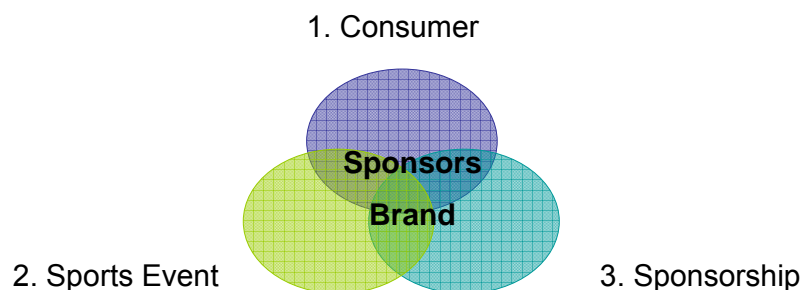 1. Consumer
Sponsors
Brand
2. Sports Event
3. Sponsorship